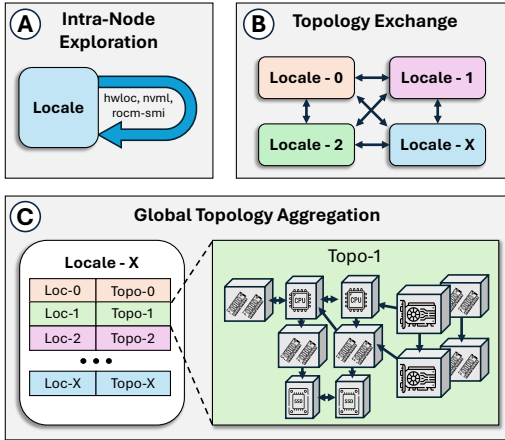 A
Intra-Node
Exploration
Locale
hwloc, nvml,
rocm-smi
B
Topology Exchange
Locale - 0
Locale - 1
Locale - 2
Locale - X
C
Global Topology Aggregation
Locale - X
Loc-0 Topo-0
Loc-1 Topo-1
Loc-2 Topo-2
• • •
Loc-X Topo-X
Topo-1
CPU
CPU
SSD
SSD